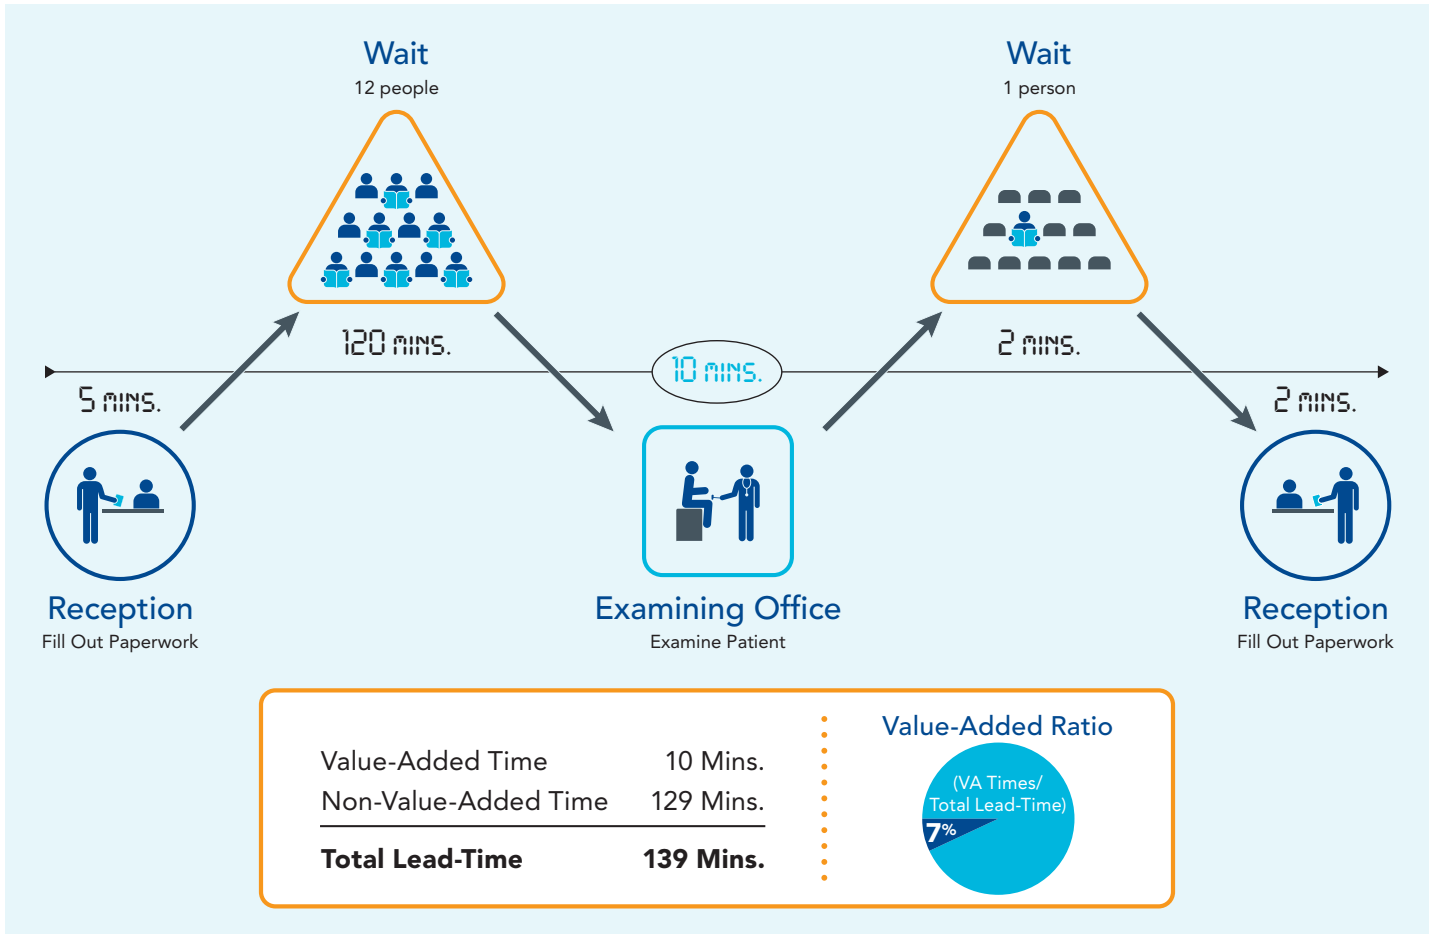 Wait
12 people
Wait
1 person
120 MINS.
2 MINS.
10 MINS.
5 MINS.
2 MINS.
Reception
Fill Out Paperwork
Examining Office
Examine Patient
Reception
Fill Out Paperwork
Value-Added Time 10 Mins.
Non-Value-Added Time 129 Mins.
Total Lead-Time 139 Mins.
Value-Added Ratio
(VA Times/
Total Lead-Time)
7%